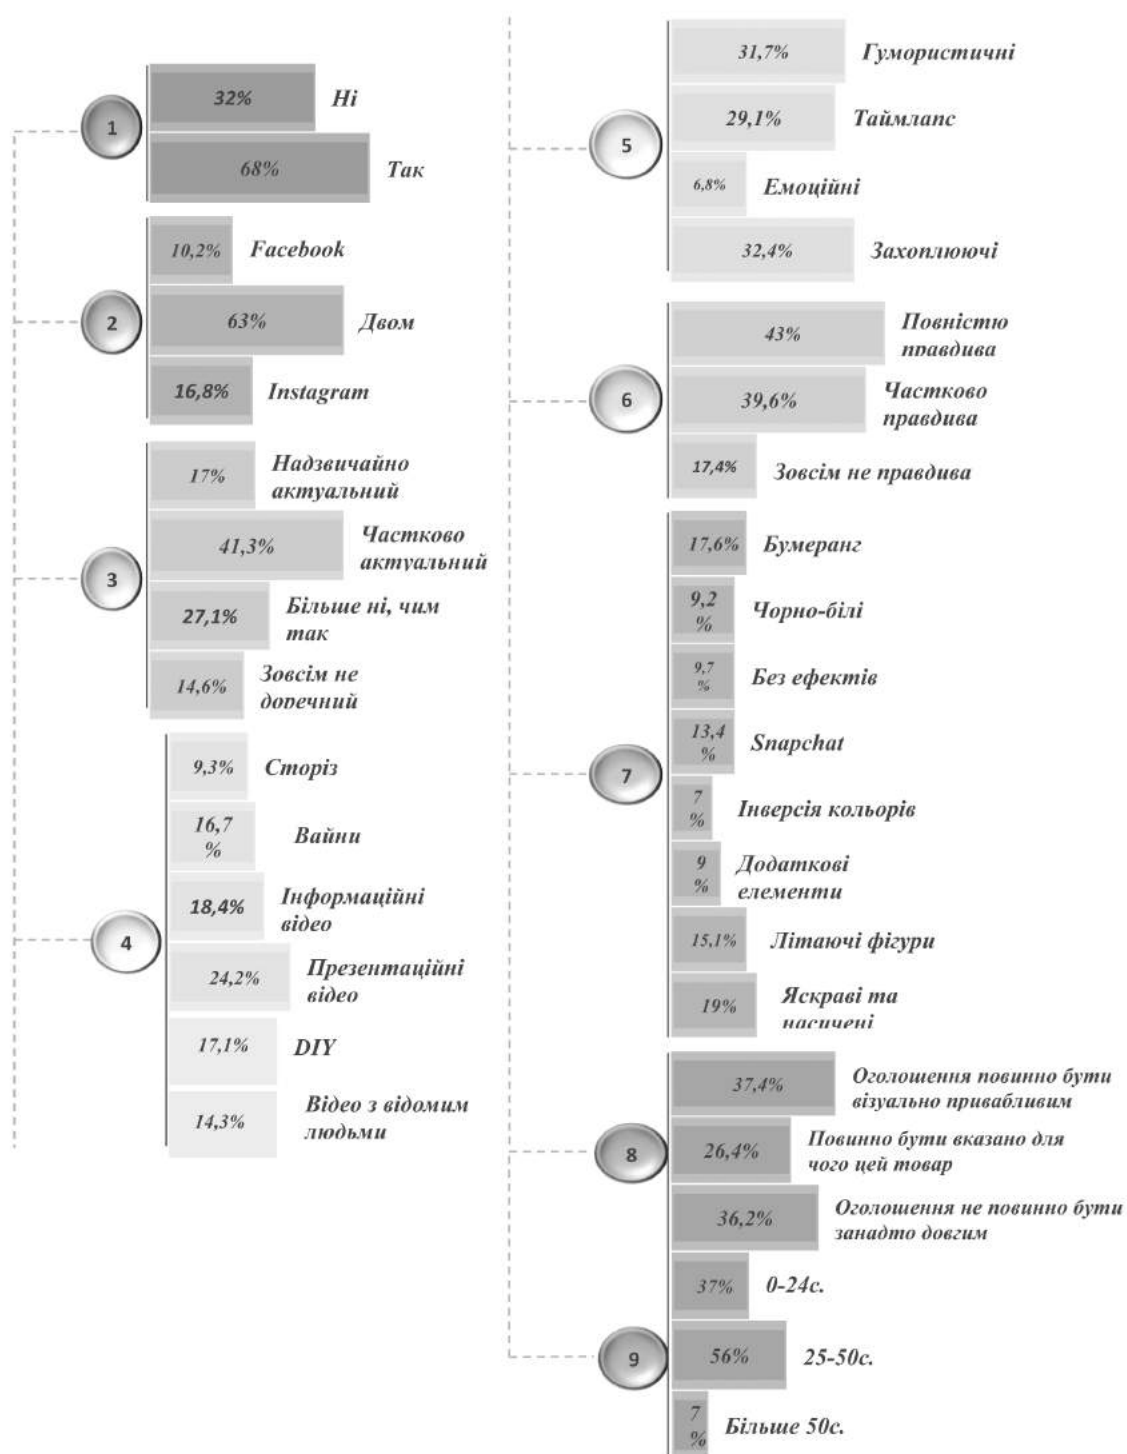 1
32%
Ні
68%
Так
2
10,2%
Facebook
63%
Двом
16,8%
Instagram
3
17%
Надзвичайно
актуальний
41,3%
Частково
актуальний
27,1%
Більше ні, чим
так
14,6%
Зовсім не
доречний
4
9,3%
Сторіз
16,7
%
Вайни
18,4%
Інформаційні
відео
24,2%
Презентаційні
відео
17,1%
DIY
14,3%
Відео з відомим
людьми
5
31,7%
Гумористичні
29,1%
Таймлапс
6,8%
Емоційні
32,4%
Захоплюючі
6
43%
Повністю
правдива
39,6%
Частково
правдива
17,4%
Зовсім не правдива
7
17,6%
Бумеранг
9,2
%
Чорно-білі
9,7
%
Без ефектів
13,4
%
Snapchat
7
%
Інверсія кольорів
9
%
Додаткові
елементи
15,1%
Літаючі фігури
19%
Яскраві та
насичені
8
37,4%
Оголошення повинно бути
візуально привабливим
26,4%
Повинно бути вказано для
чого цей товар
36,2%
Оголошення не повинно бути
занадто довгим
9
37%
0-24с.
56%
25-50с.
7
%
Більше 50с.